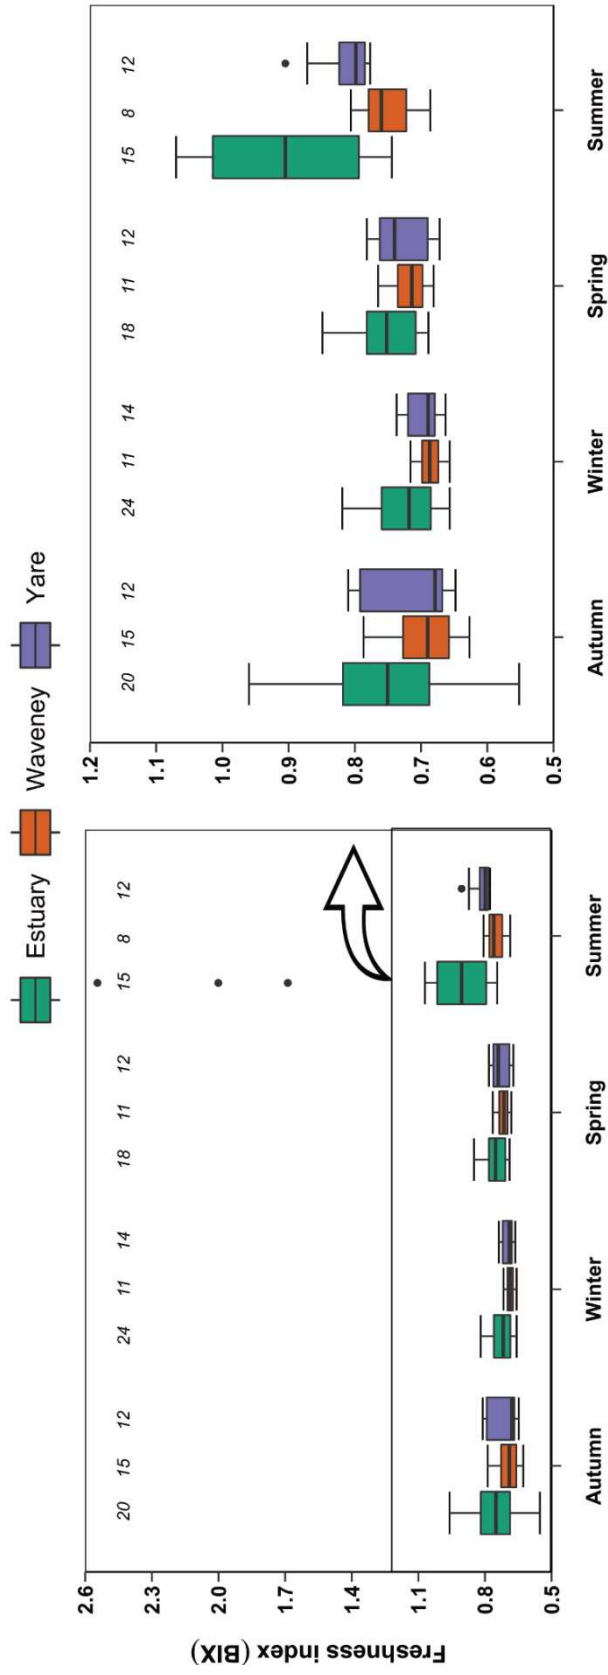 Estuary Waveney Yare
2.6
2.3
2.0
1.7
1.4
1.1
0.8
0.5
Freshness index (BIX)
20 15 12 24 11 14 18 11 12 15 8 12
Autumn Winter Spring Summer
1.2
1.1
1.0
0.9
0.8
0.7
0.6
0.5
20 15 12 24 11 14 18 11 12 15 8 12
Autumn Winter Spring Summer